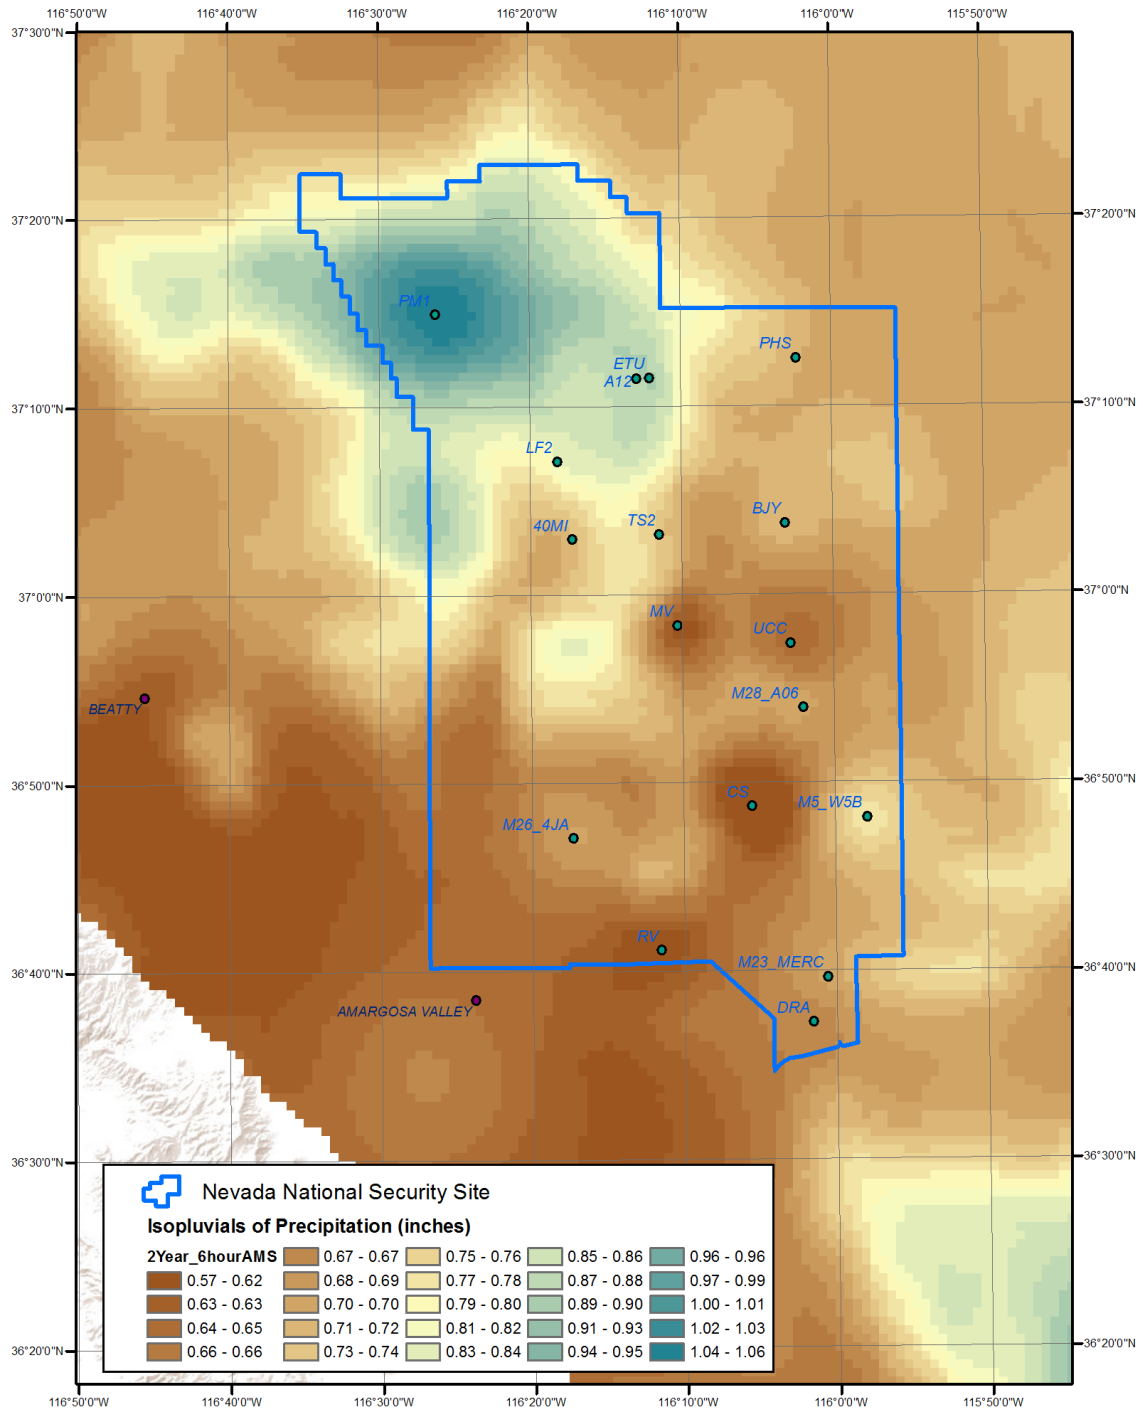 116°50'0"W 116°40'0"W 116°30'0"W 116°20'0"W 116°10'0"W 116°0'0"W 115°50'0"W
37°30'0"N
37°20'0"N 37°20'0"N
PM1
PHS
ETU
A12
37°10'0"N 37°10'0"N
LF2
BJY
TS2
40MI
37°0'0"N 37°0'0"N
MV
UCC
M28_A06
BEATTY
36°50'0"N 36°50'0"N
CS
M5_W5B
M26_4JA
RV
M23_MERC
36°40'0"N 36°40'0"N
DRA
AMARGOSA VALLEY
36°30'0"N 36°30'0"N
Nevada National Security Site
Isopluvials of Precipitation (inches)
2Year_6hourAMS 0.67 - 0.67 0.75 - 0.76 0.85 - 0.86 0.96 - 0.96
0.57 - 0.62 0.68 - 0.69 0.77 - 0.78 0.87 - 0.88 0.97 - 0.99
0.63 - 0.63 0.70 - 0.70 0.79 - 0.80 0.89 - 0.90 1.00 - 1.01
0.64 - 0.65 0.71 - 0.72 0.81 - 0.82 0.91 - 0.93 1.02 - 1.03
0.66 - 0.66 0.73 - 0.74 0.83 - 0.84 0.94 - 0.95 1.04 - 1.06
36°20'0"N 36°20'0"N
116°50'0"W 116°40'0"W 116°30'0"W 116°20'0"W 116°10'0"W 116°0'0"W 115°50'0"W